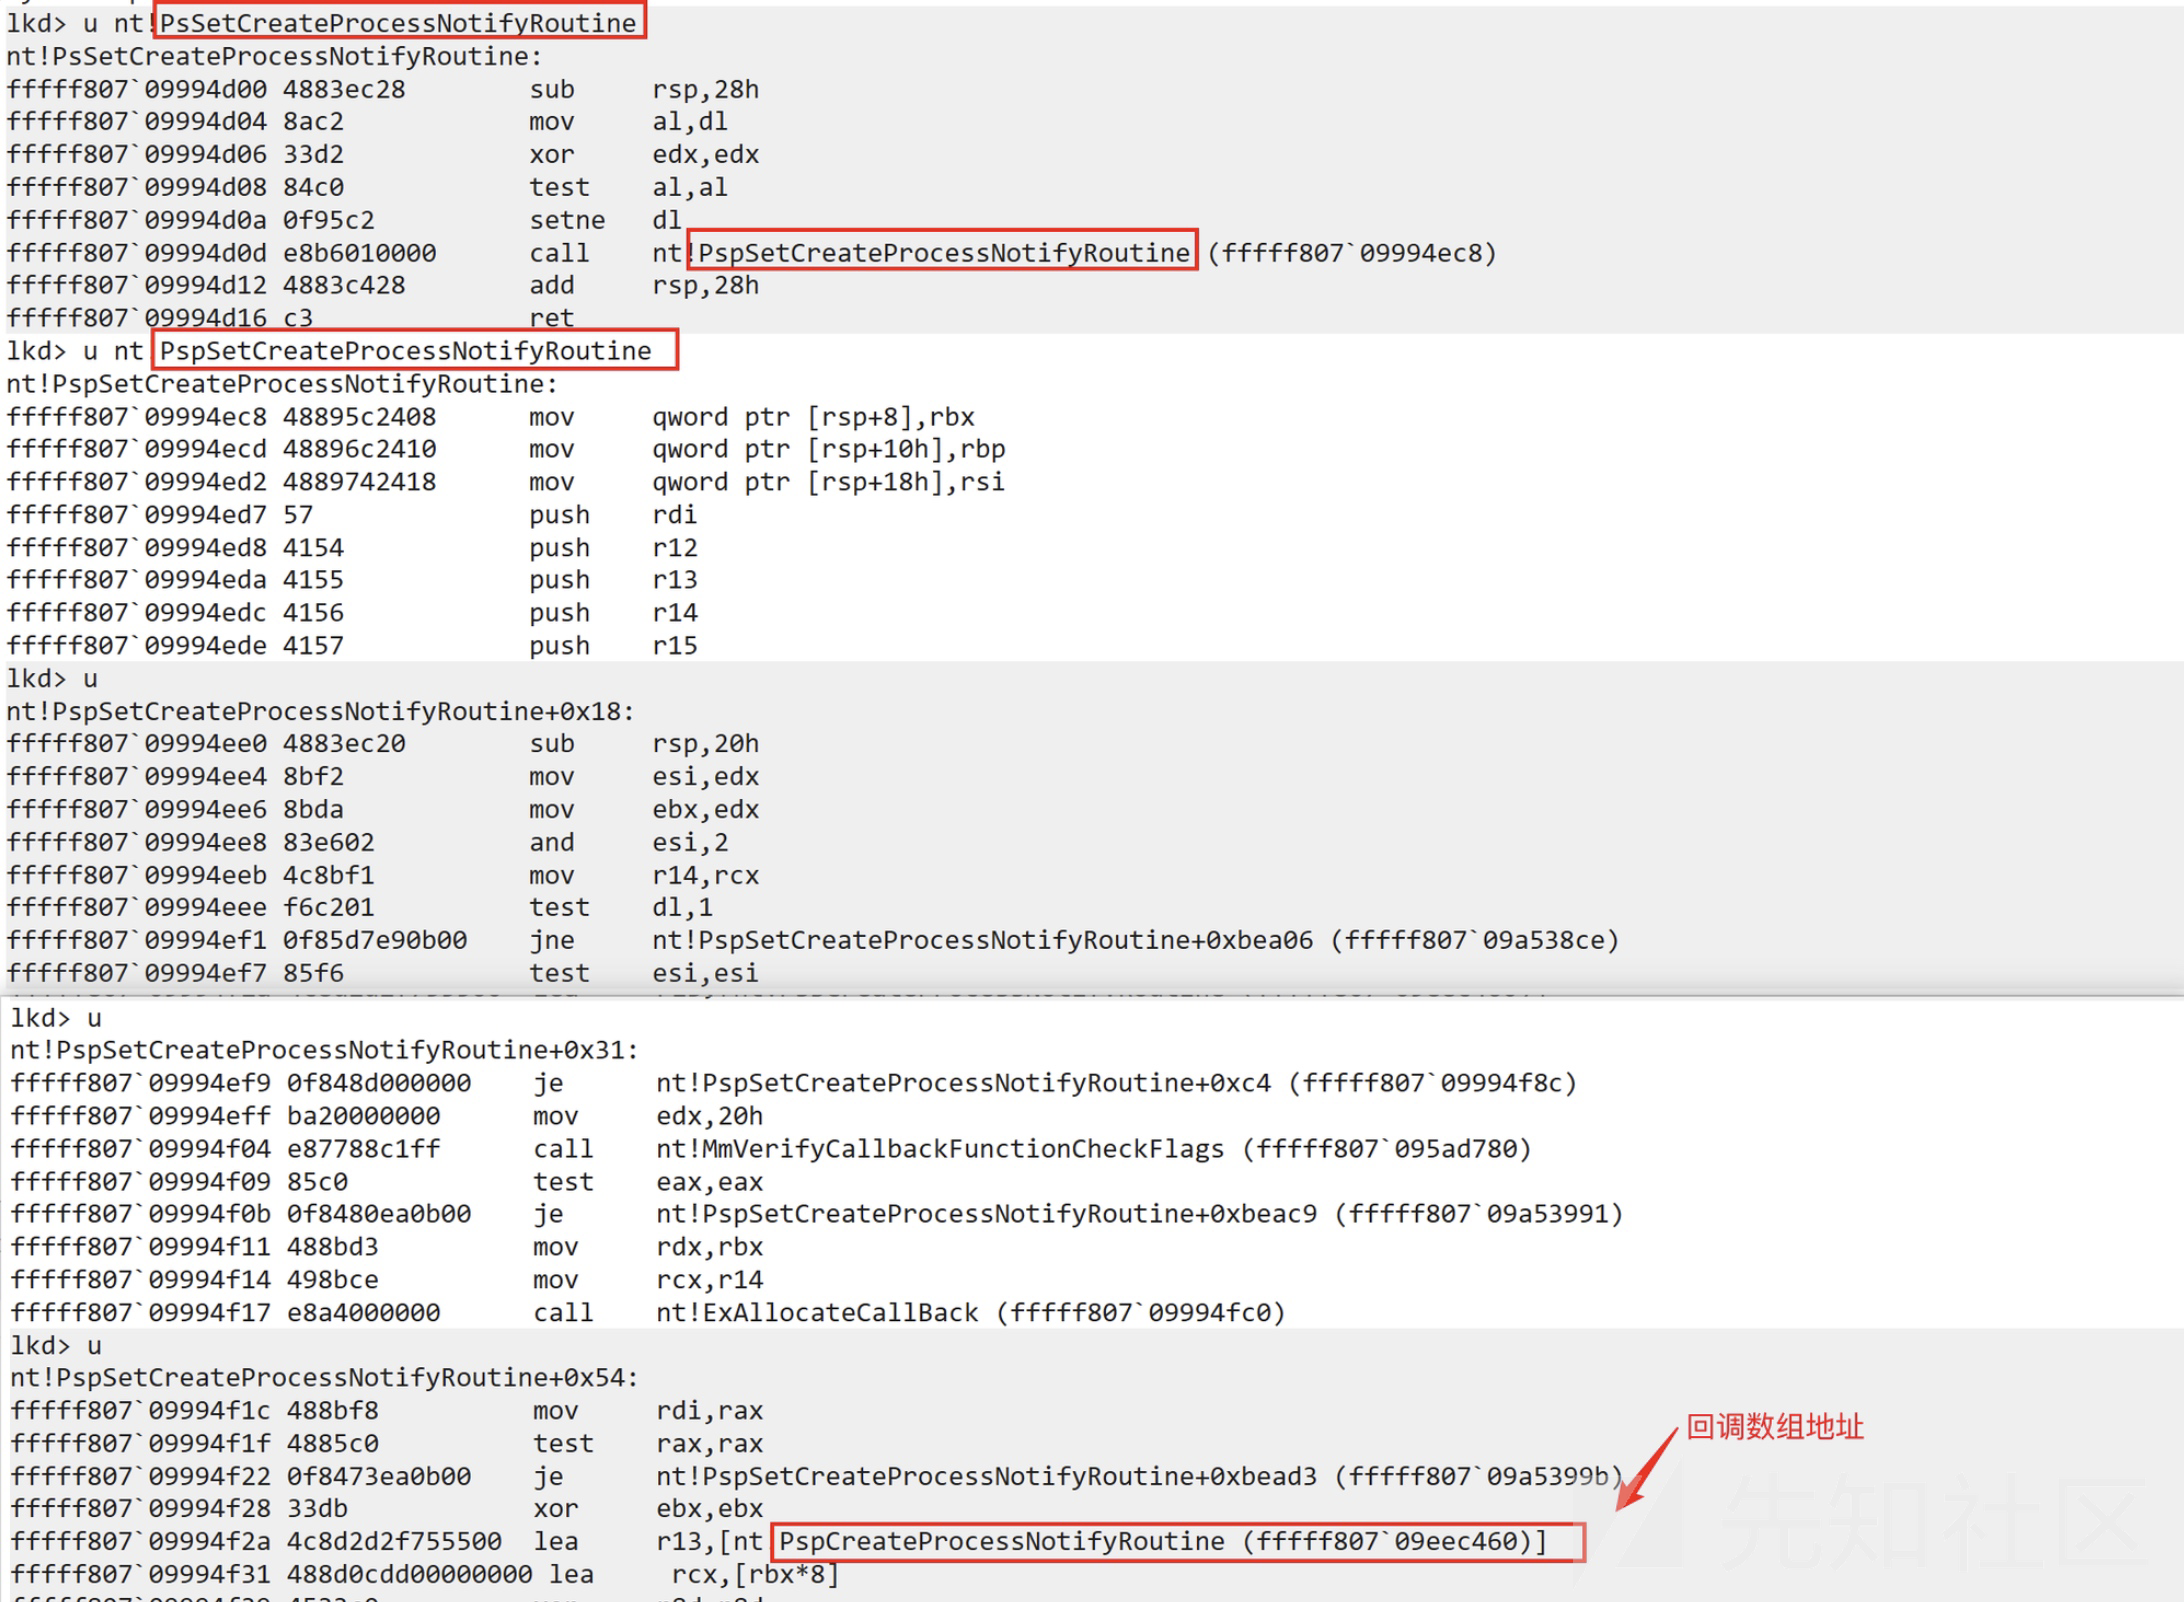 lkd> u nt!PsSetCreateProcessNotifyRoutine
nt!PsSetCreateProcessNotifyRoutine:
fffff807`09994d00 4883ec28        sub     rsp,28h
fffff807`09994d04 8ac2            mov     al,dl
fffff807`09994d06 33d2            xor     edx,edx
fffff807`09994d08 84c0            test    al,al
fffff807`09994d0a 0f95c2          setne   dl
fffff807`09994d0d e8b6010000      call    nt!PspSetCreateProcessNotifyRoutine (fffff807`09994ec8)
fffff807`09994d12 4883c428        add     rsp,28h
fffff807`09994d16 c3              ret
lkd> u nt PspSetCreateProcessNotifyRoutine
nt!PspSetCreateProcessNotifyRoutine:
fffff807`09994ec8 48895c2408      mov     qword ptr [rsp+8],rbx
fffff807`09994ecd 48896c2410      mov     qword ptr [rsp+10h],rbp
fffff807`09994ed2 4889742418      mov     qword ptr [rsp+18h],rsi
fffff807`09994ed7 57              push    rdi
fffff807`09994ed8 4154            push    r12
fffff807`09994eda 4155            push    r13
fffff807`09994edc 4156            push    r14
fffff807`09994ede 4157            push    r15
lkd> u
nt!PspSetCreateProcessNotifyRoutine+0x18:
fffff807`09994ee0 4883ec20        sub     rsp,20h
fffff807`09994ee4 8bf2            mov     esi,edx
fffff807`09994ee6 8bda            mov     ebx,edx
fffff807`09994ee8 83e602          and     esi,2
fffff807`09994eeb 4c8bf1          mov     r14,rcx
fffff807`09994eee f6c201          test    dl,1
fffff807`09994ef1 0f85d7e90b00    jne     nt!PspSetCreateProcessNotifyRoutine+0xbea06 (fffff807`09a538ce)
fffff807`09994ef7 85f6            test    esi,esi
lkd> u
nt!PspSetCreateProcessNotifyRoutine+0x31:
fffff807`09994ef9 0f848d000000    je      nt!PspSetCreateProcessNotifyRoutine+0xc4 (fffff807`09994f8c)
fffff807`09994eff ba20000000      mov     edx,20h
fffff807`09994f04 e87788c1ff      call    nt!MmVerifyCallbackFunctionCheckFlags (fffff807`095ad780)
fffff807`09994f09 85c0            test    eax,eax
fffff807`09994f0b 0f8480ea0b00    je      nt!PspSetCreateProcessNotifyRoutine+0xbeac9 (fffff807`09a53991)
fffff807`09994f11 488bd3          mov     rdx,rbx
fffff807`09994f14 498bce          mov     rcx,r14
fffff807`09994f17 e8a4000000      call    nt!ExAllocateCallBack (fffff807`09994fc0)
lkd> u
nt!PspSetCreateProcessNotifyRoutine+0x54:
fffff807`09994f1c 488bf8          mov     rdi,rax
回调数组地址
fffff807`09994f1f 4885c0          test    rax,rax
fffff807`09994f22 0f8473ea0b00    je      nt!PspSetCreateProcessNotifyRoutine+0xbead3 (fffff807`09a5399b)
fffff807`09994f28 33db            xor     ebx,ebx
fffff807`09994f2a 4c8d2d2f755500  lea     r13,[nt PspCreateProcessNotifyRoutine (fffff807`09eec460)]
fffff807`09994f31 488d0cdd00000000 lea     rcx,[rbx*8]
先知社区